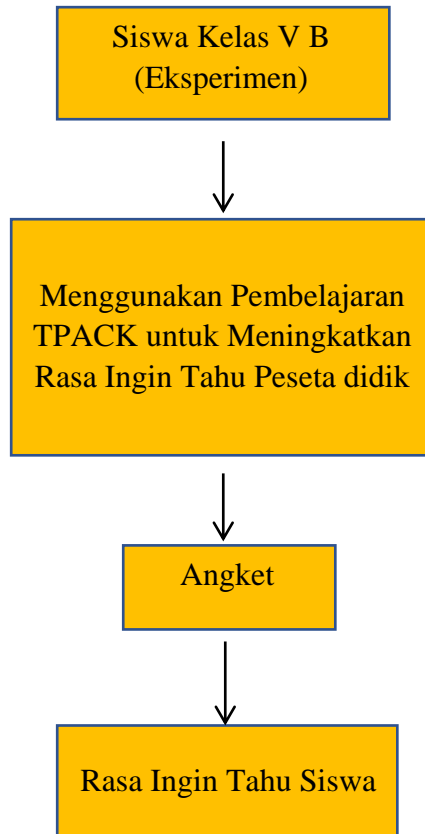 Siswa Kelas V B
(Eksperimen)
Menggunakan Pembelajaran
TPACK untuk Meningkatkan
Rasa Ingin Tahu Peseta didik
Angket
Rasa Ingin Tahu Siswa